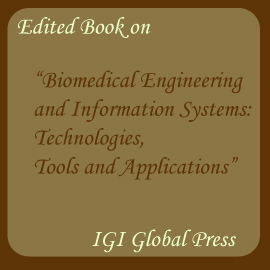 Edited Book on
“Biomedical Engineering
and Information Systems:
Technologies,
Tools and Applications”
IGI Global Press